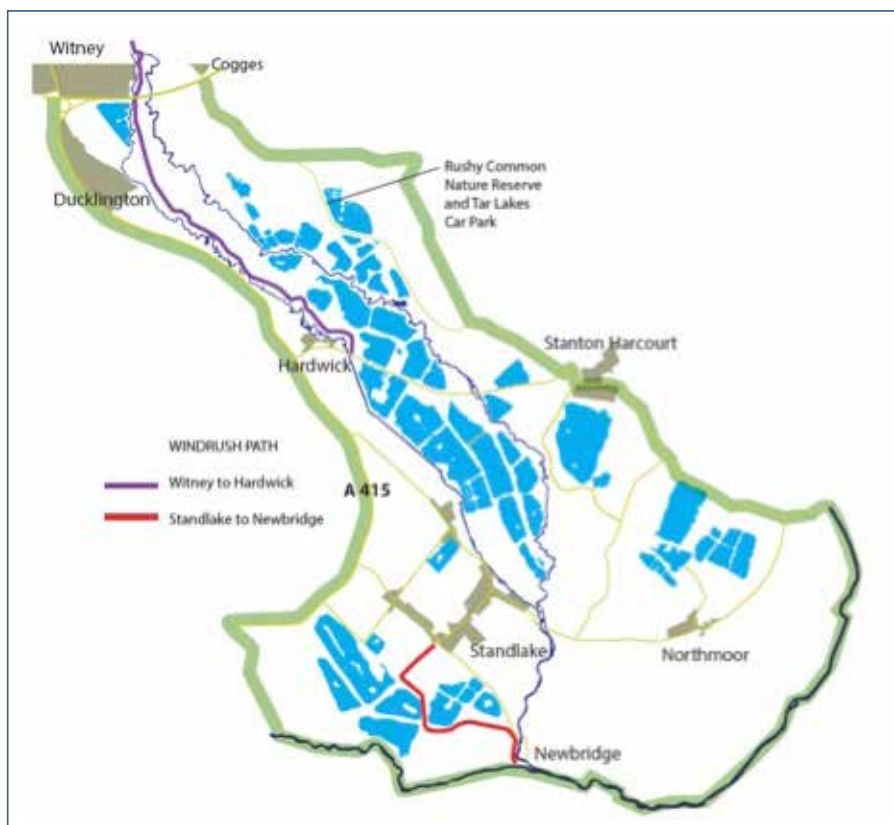 Witney
Cogges
Rushy Common
Nature Reserve
and Tar Lakes
Car Park
Ducklington
Stanton Harcourt
Hardwick
WINDRUSH PATH
Witney to Hardwick
A 415
Standlake to Newbridge
Standlake
Northmoor
Newbridge